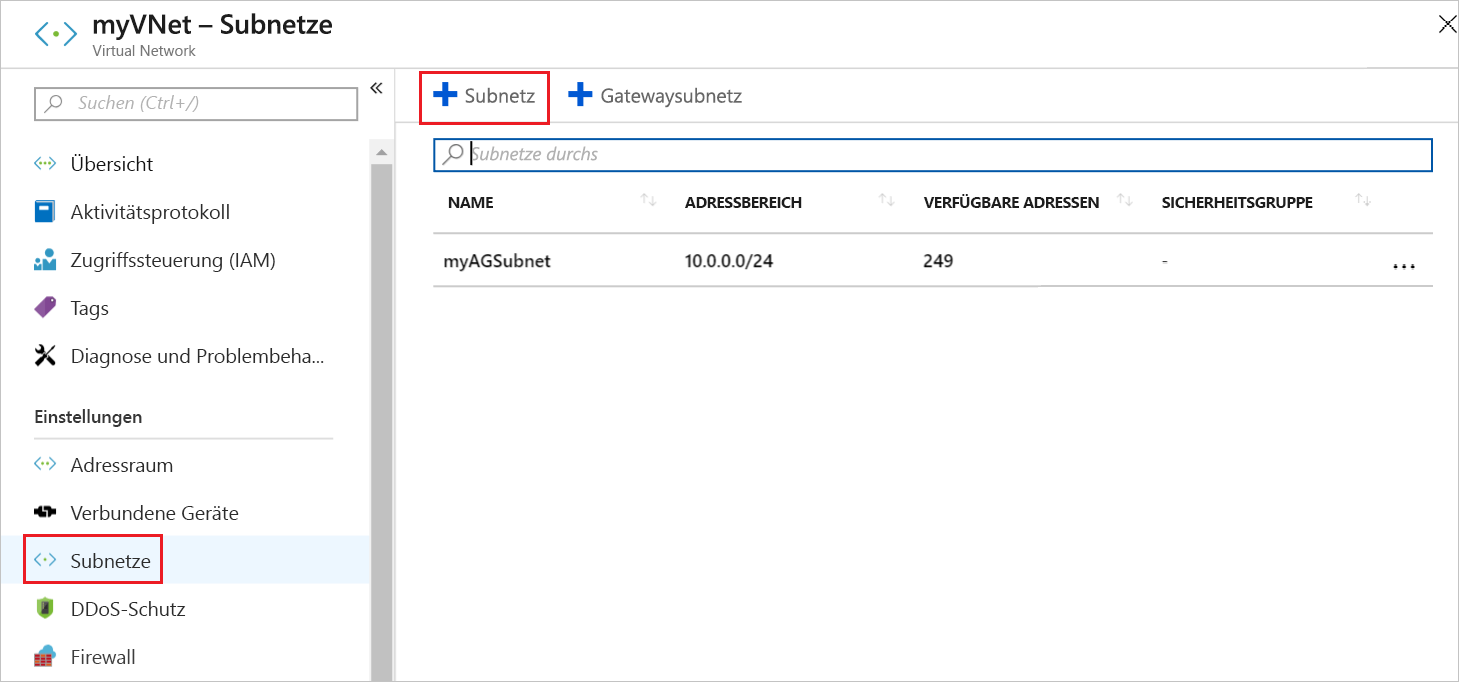 myVNet – Subnetze
Virtual Network
Suchen (Ctrl+/)
«
Übersicht
Aktivitätsprotokoll
Zugriffssteuerung (IAM)
Tags
Diagnose und Problembeha...
Einstellungen
Adressraum
Verbundene Geräte
Subnetze
DDoS-Schutz
Firewall
Subnetz Gatewaysubnetz
Subnetze durchs
NAME ADRESSBEREICH VERFÜGBARE ADRESSEN SICHERHEITSGRUPPE
myAGSubnet 10.0.0.0/24 249 - ...